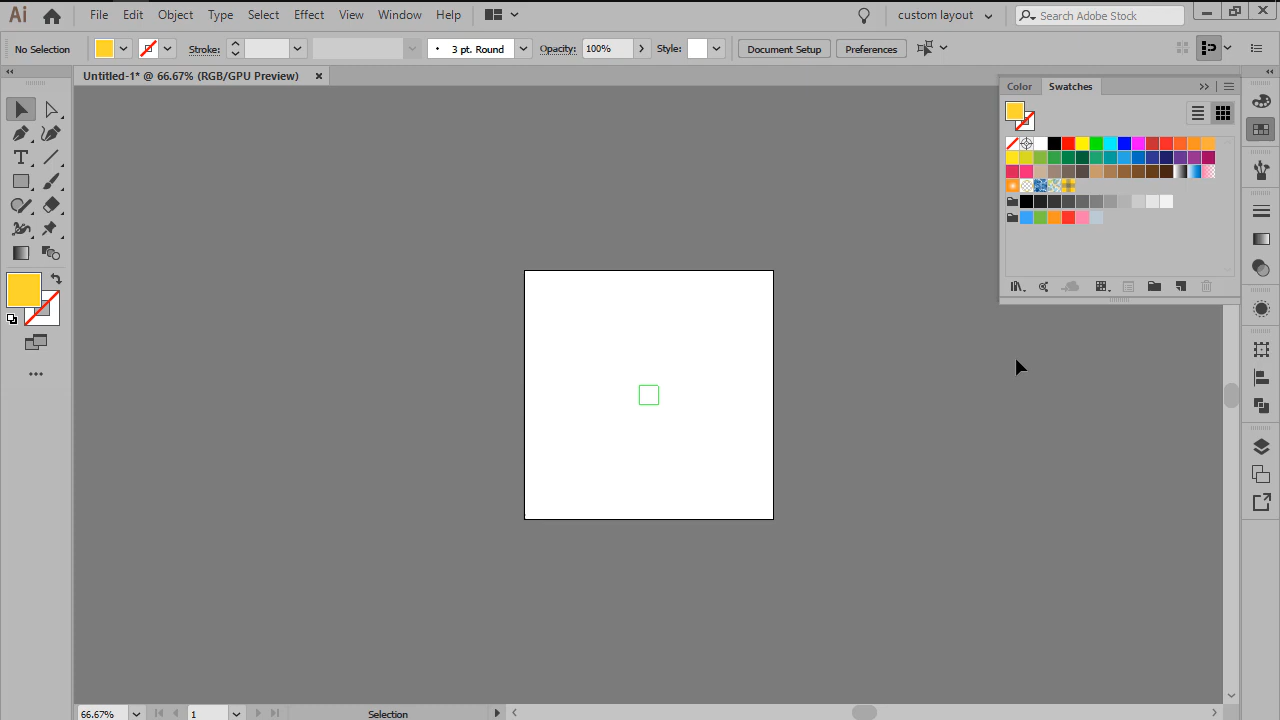 Ai File Edit Object Type Select Effect View Window Help custom layout Search Adobe Stock
No Selection Stroke: 3 pt. Round Opacity: 100% Style: Document Setup Preferences
Untitled-1* @ 66.67% (RGB/GPU Preview)
Color Swatches
66.67% 1 Selection